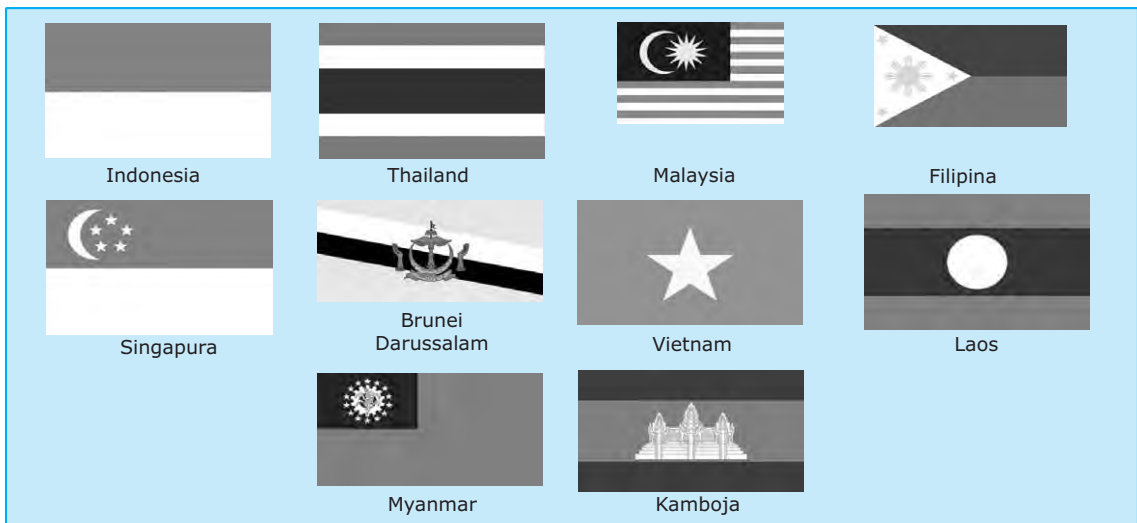 Indonesia
Thailand
Malaysia
Filipina
Singapura
Brunei
Darussalam
Vietnam
Laos
Myanmar
Kamboja